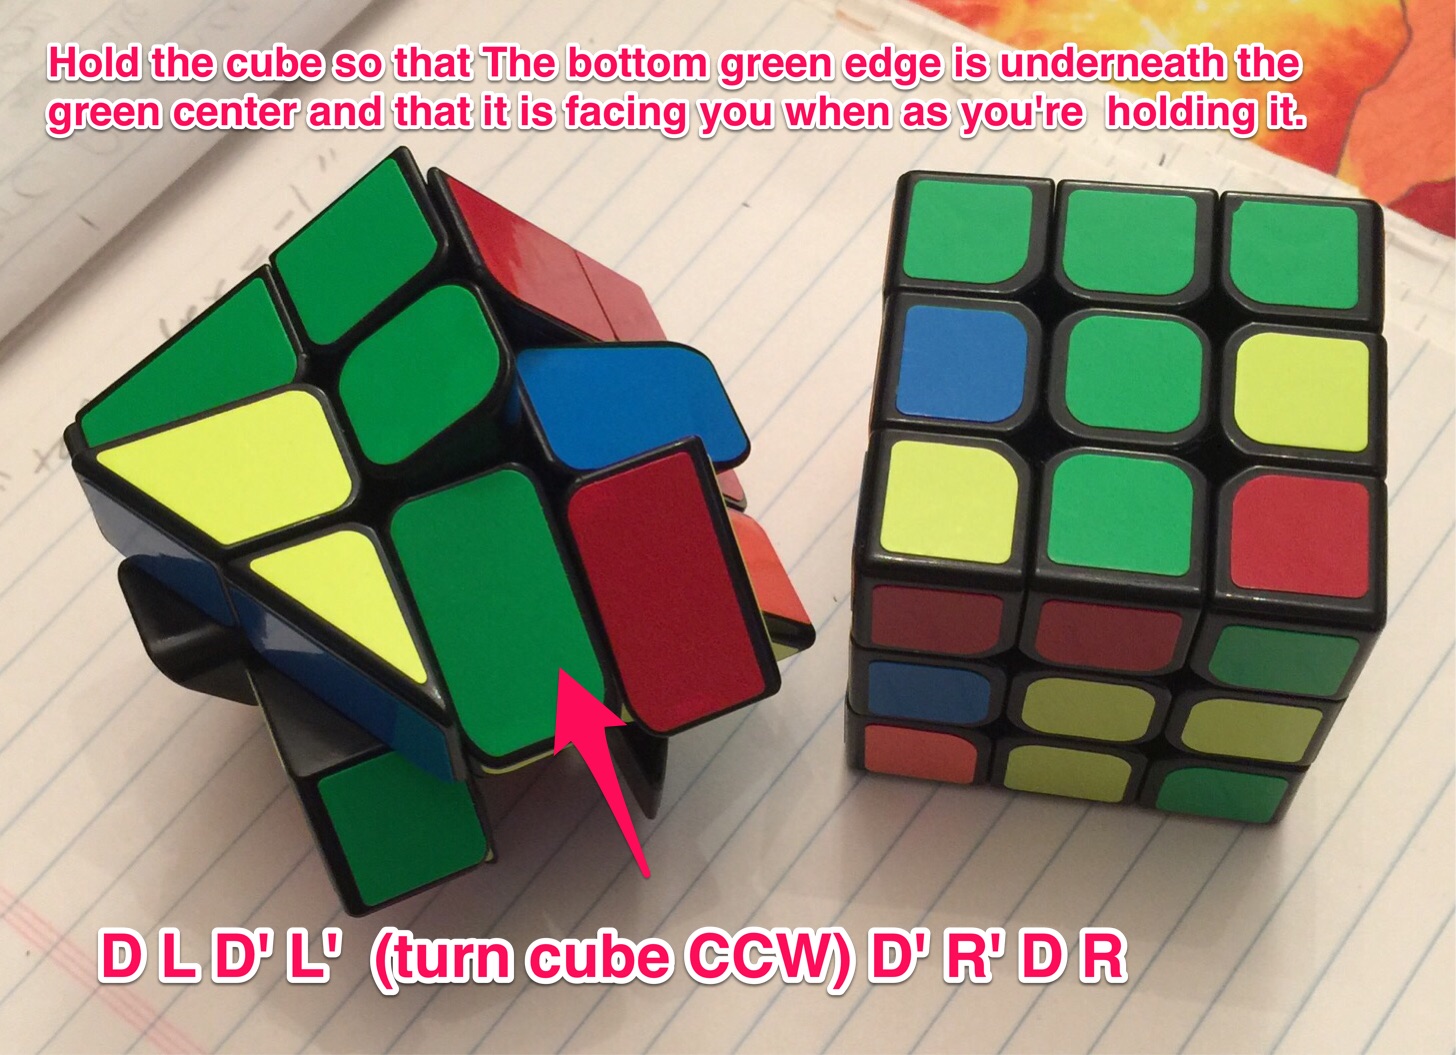 Hold the cube so that The bottom green edge is underneath the
green center and that it is facing you when as you're  holding it.
D L D' L'  (turn cube CCW) D' R' D R